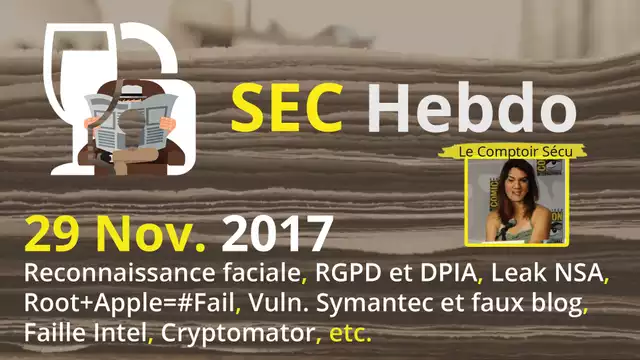 SEC Hebdo
Le Comptoir Sécu
29 Nov. 2017
Reconnaissance faciale, RGPD et DPIA, Leak NSA,
Root+Apple=#Fail, Vuln. Symantec et faux blog,
Faille Intel, Cryptomator, etc.